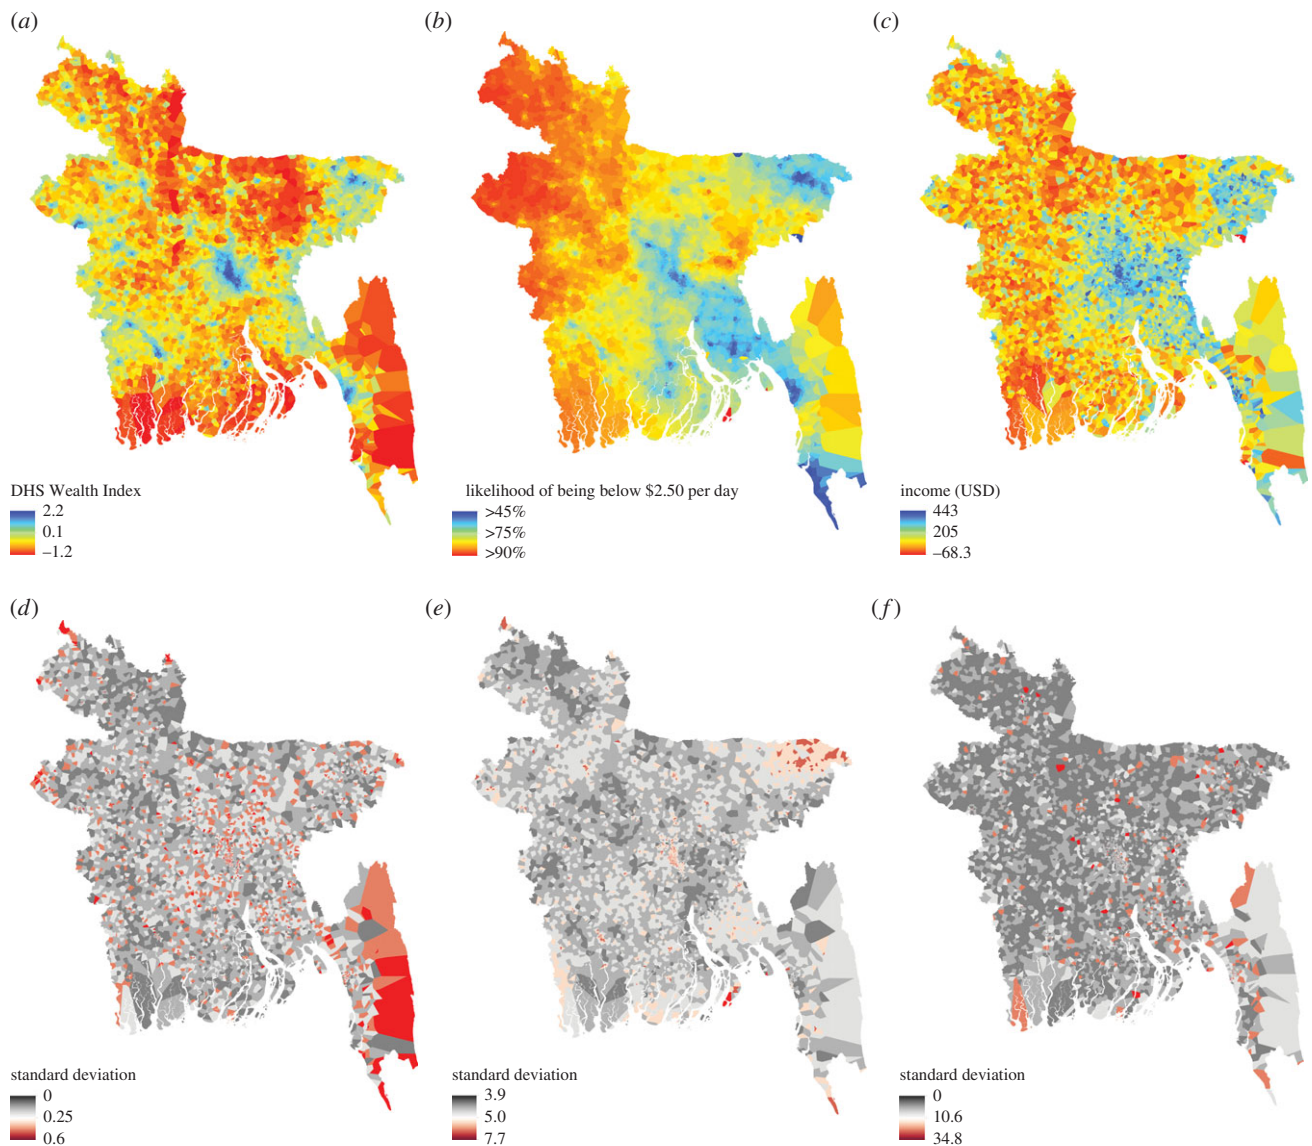 (a)
(b)
(c)
DHS Wealth Index
2.2
0.1
–1.2
likelihood of being below $2.50 per day
>45%
>75%
>90%
income (USD)
443
205
–68.3
(d)
(e)
(f)
standard deviation
0
0.25
0.6
standard deviation
3.9
5.0
7.7
standard deviation
0
10.6
34.8